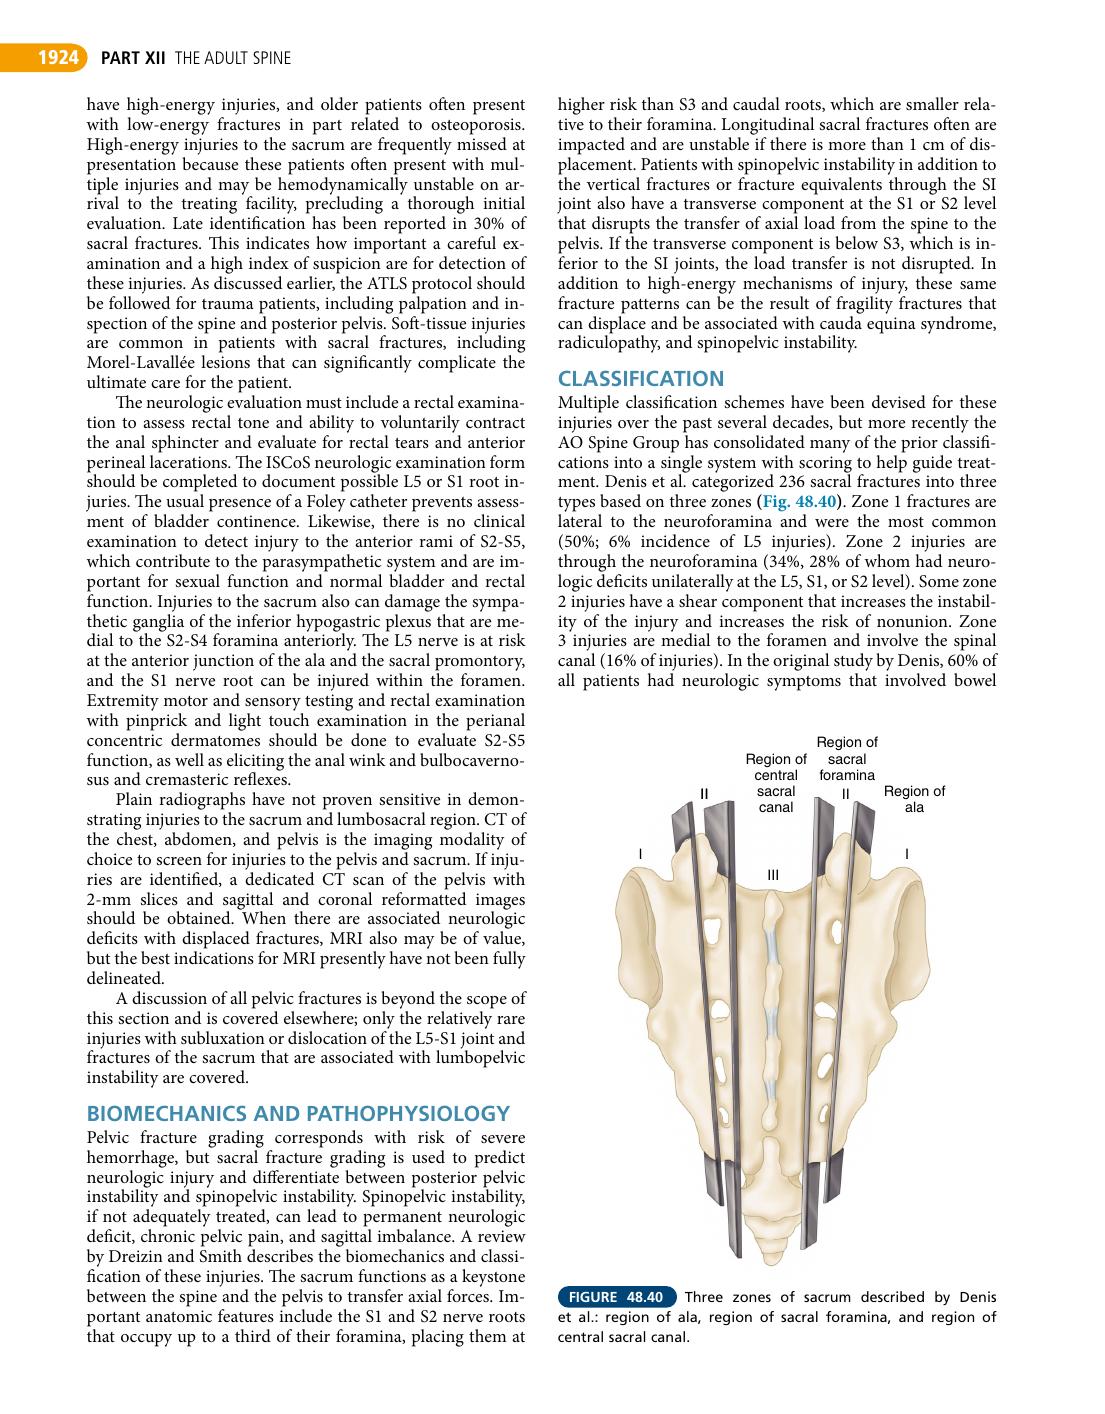 1924 PART XII THE ADULT SPINE
have high-energy injuries, and older patients often present
with low-energy fractures in part related to osteoporosis.
High-energy injuries to the sacrum are frequently missed at
presentation because these patients often present with mul-
tiple injuries and may be hemodynamically unstable on ar-
rival to the treating facility, precluding a thorough initial
evaluation. Late identification has been reported in 30% of
sacral fractures. This indicates how important a careful ex-
amination and a high index of suspicion are for detection of
these injuries. As discussed earlier, the ATLS protocol should
be followed for trauma patients, including palpation and in-
spection of the spine and posterior pelvis. Soft-tissue injuries
are common in patients with sacral fractures, including
Morel-Lavallée lesions that can significantly complicate the
ultimate care for the patient.
The neurologic evaluation must include a rectal examina-
tion to assess rectal tone and ability to voluntarily contract
the anal sphincter and evaluate for rectal tears and anterior
perineal lacerations. The ISCoS neurologic examination form
should be completed to document possible L5 or S1 root in-
juries. The usual presence of a Foley catheter prevents assess-
ment of bladder continence. Likewise, there is no clinical
examination to detect injury to the anterior rami of S2-S5,
which contribute to the parasympathetic system and are im-
portant for sexual function and normal bladder and rectal
function. Injuries to the sacrum also can damage the sympa-
thetic ganglia of the inferior hypogastric plexus that are me-
dial to the S2-S4 foramina anteriorly. The L5 nerve is at risk
at the anterior junction of the ala and the sacral promontory,
and the S1 nerve root can be injured within the foramen.
Extremity motor and sensory testing and rectal examination
with pinprick and light touch examination in the perianal
concentric dermatomes should be done to evaluate S2-S5
function, as well as eliciting the anal wink and bulbocaverno-
sus and cremasteric reflexes.
Plain radiographs have not proven sensitive in demon-
strating injuries to the sacrum and lumbosacral region. CT of
the chest, abdomen, and pelvis is the imaging modality of
choice to screen for injuries to the pelvis and sacrum. If inju-
ries are identified, a dedicated CT scan of the pelvis with
2-mm slices and sagittal and coronal reformatted images
should be obtained. When there are associated neurologic
deficits with displaced fractures, MRI also may be of value,
but the best indications for MRI presently have not been fully
delineated.
A discussion of all pelvic fractures is beyond the scope of
this section and is covered elsewhere; only the relatively rare
injuries with subluxation or dislocation of the L5-S1 joint and
fractures of the sacrum that are associated with lumbopelvic
instability are covered.
BIOMECHANICS AND PATHOPHYSIOLOGY
Pelvic fracture grading corresponds with risk of severe
hemorrhage, but sacral fracture grading is used to predict
neurologic injury and differentiate between posterior pelvic
instability and spinopelvic instability. Spinopelvic instability,
if not adequately treated, can lead to permanent neurologic
deficit, chronic pelvic pain, and sagittal imbalance. A review
by Dreizin and Smith describes the biomechanics and classi-
fication of these injuries. The sacrum functions as a keystone
between the spine and the pelvis to transfer axial forces. Im-
portant anatomic features include the S1 and S2 nerve roots
that occupy up to a third of their foramina, placing them at
higher risk than S3 and caudal roots, which are smaller rela-
tive to their foramina. Longitudinal sacral fractures often are
impacted and are unstable if there is more than 1 cm of dis-
placement. Patients with spinopelvic instability in addition to
the vertical fractures or fracture equivalents through the SI
joint also have a transverse component at the S1 or S2 level
that disrupts the transfer of axial load from the spine to the
pelvis. If the transverse component is below S3, which is in-
ferior to the SI joints, the load transfer is not disrupted. In
addition to high-energy mechanisms of injury, these same
fracture patterns can be the result of fragility fractures that
can displace and be associated with cauda equina syndrome,
radiculopathy, and spinopelvic instability.
CLASSIFICATION
Multiple classification schemes have been devised for these
injuries over the past several decades, but more recently the
AO Spine Group has consolidated many of the prior classifi-
cations into a single system with scoring to help guide treat-
ment. Denis et al. categorized 236 sacral fractures into three
types based on three zones (Fig. 48.40). Zone 1 fractures are
lateral to the neuroforamina and were the most common
(50%; 6% incidence of L5 injuries). Zone 2 injuries are
through the neuroforamina (34%, 28% of whom had neuro-
logic deficits unilaterally at the L5, S1, or S2 level). Some zone
2 injuries have a shear component that increases the instabil-
ity of the injury and increases the risk of nonunion. Zone
3 injuries are medial to the foramen and involve the spinal
canal (16% of injuries). In the original study by Denis, 60% of
all patients had neurologic symptoms that involved bowel
Region of
sacral
foramina
Region of
central
sacral
canal
Region of
ala
II
II
I
I
III
FIGURE 48.40 Three zones of sacrum described by Denis
et al.: region of ala, region of sacral foramina, and region of
central sacral canal.